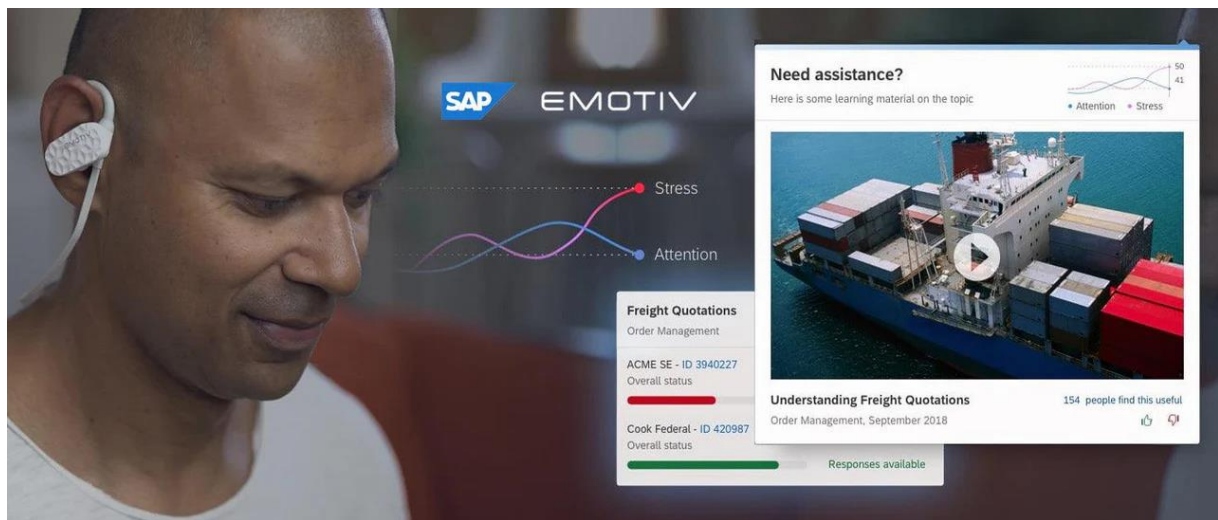 EMOTIV
SAP EMOTIV
Stress
Attention
Freight Quotations
Order Management
ACME SE - ID 3940227
Overall status
Cook Federal - ID 420987
Overall status
Responses available
Need assistance?
Here is some learning material on the topic
50
41
Attention Stress
Understanding Freight Quotations
154 people find this useful
Order Management, September 2018